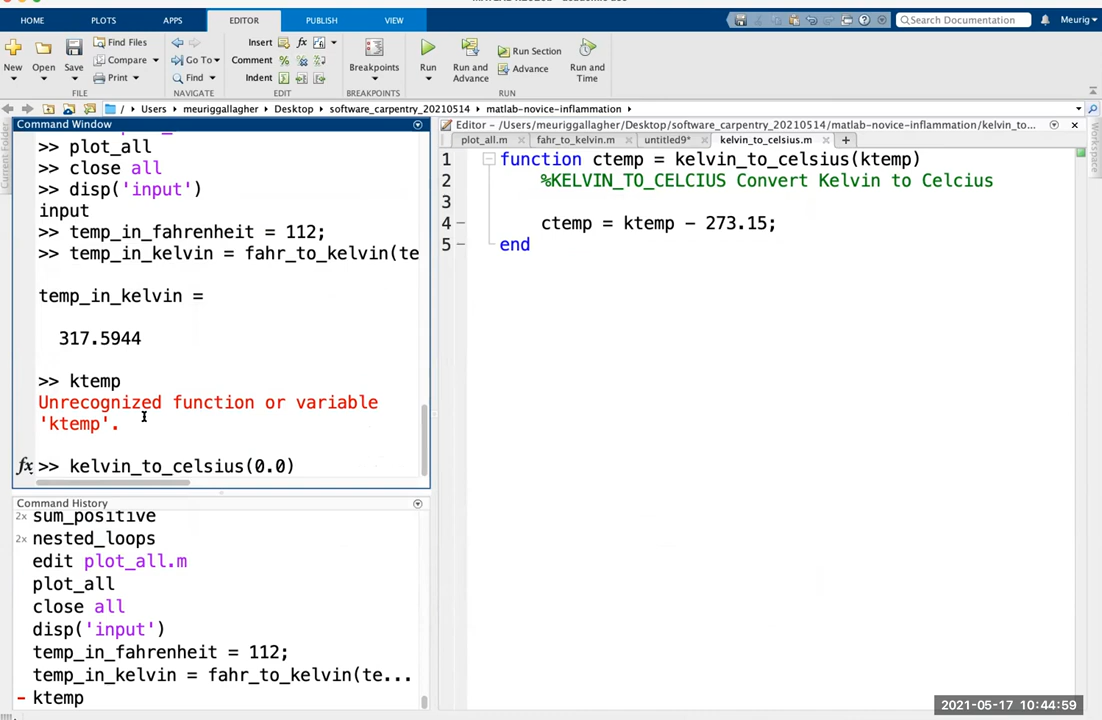 HOME PLOTS APPS EDITOR PUBLISH VIEW
Search Documentation
Meurig
New Open Save Find Files Compare Print
Go To Find
Insert fx
Comment
Indent
Breakpoints
Run Run and Advance Run Section Advance Run and Time
FILE NAVIGATE EDIT BREAKPOINTS RUN
/ Users meuriggallagher Desktop software_carpentry_20210514 matlab-novice-inflammation
Current Folder
Command Window
>> plot_all
>> close all
>> disp('input')
input
>> temp_in_fahrenheit = 112;
>> temp_in_kelvin = fahr_to_kelvin(te
temp_in_kelvin =
317.5944
>> ktemp
Unrecognized function or variable
'ktemp'.
fx >> kelvin_to_celsius(0.0)
Command History
2x sum_positive
2x nested_loops
edit plot_all.m
plot_all
close all
disp('input')
temp_in_fahrenheit = 112;
temp_in_kelvin = fahr_to_kelvin(te...
ktemp
Editor - /Users/meuriggallagher/Desktop/software_carpentry_20210514/matlab-novice-inflammation/kelvin_to...
plot_all.m fahr_to_kelvin.m untitled9* kelvin_to_celsius.m
1 function ctemp = kelvin_to_celsius(ktemp)
2 %KELVIN_TO_CELCIUS Convert Kelvin to Celcius
3
4 ctemp = ktemp - 273.15;
5 end
Workspace
2021-05-17 10:44:59